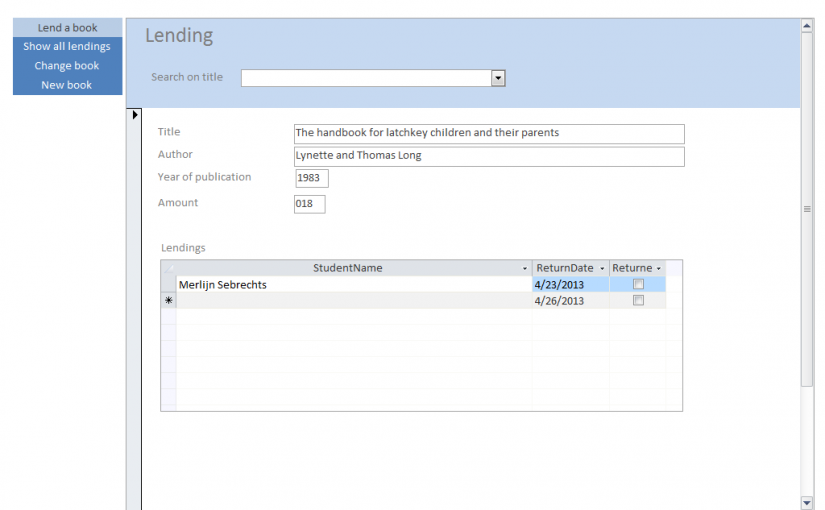 Lend a book
Show all lendings
Change book
New book
Lending
Search on title
Title The handbook for latchkey children and their parents
Author Lynette and Thomas Long
Year of publication 1983
Amount 018
Lendings
StudentName ReturnDate Returne
Merlijn Sebrechts 4/23/2013
4/26/2013